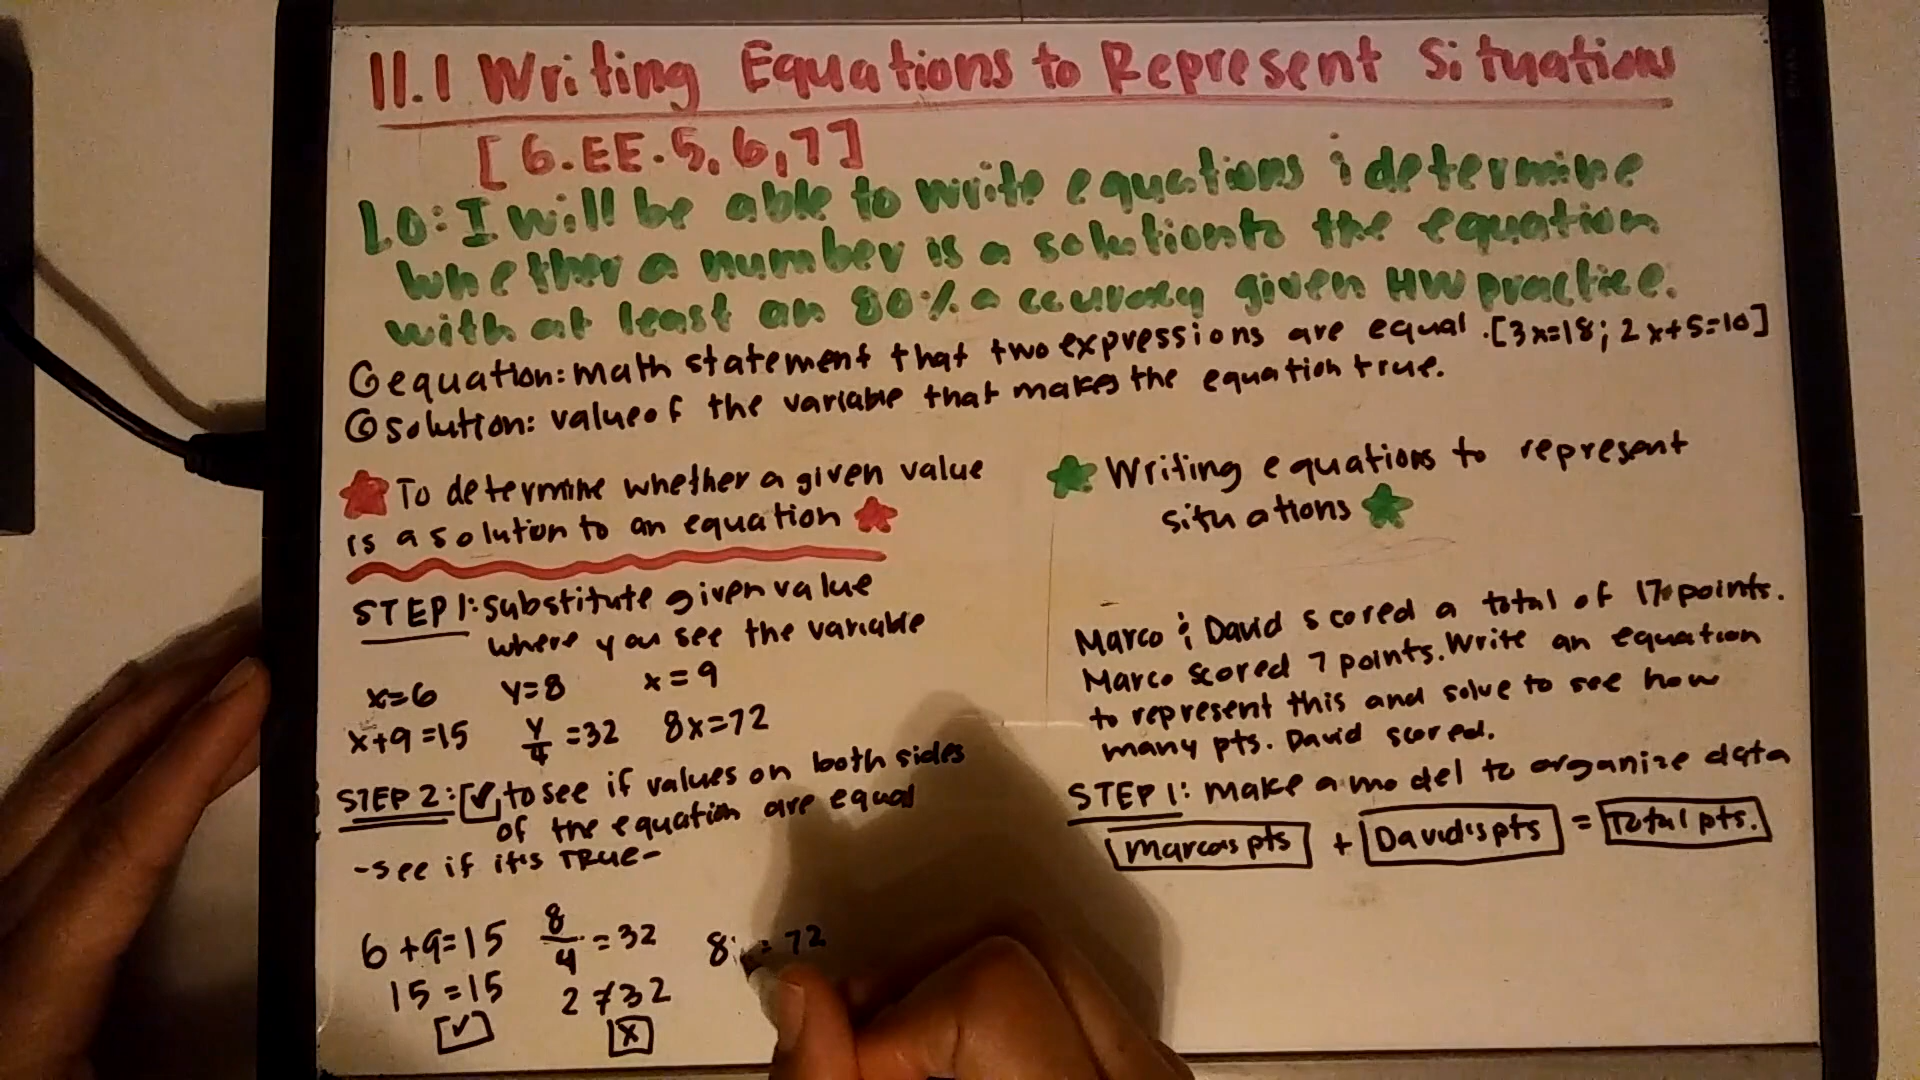 11.1 Writing Equations to Represent Situations
[6.EE.5,6,7]
LO: I will be able to write equations & determine
whether a number is a solution to the equation
with at least an 80% accuracy given HW practice.
equation: math statement that two expressions are equal. [3x=18; 2x+5=10]
solution: value of the variable that makes the equation true.
To determine whether a given value
is a solution to an equation
STEP 1: substitute given value
where you see the variable
x=6 y=8 x=9
x+9=15 y/4=32 8x=72
STEP 2: [✓] to see if values on both sides
of the equation are equal
-see if it's TRUE-
6+9=15 8/4=32 8 = 72
15=15 2≠32
[✓] [x]
Writing equations to represent
situations
Marco & David scored a total of points.
Marco scored 7 points. Write an equation
to represent this and solve to see how
many pts. David scored.
STEP 1: Make a model to organize data
Marco's pts + David's pts = Total pts.